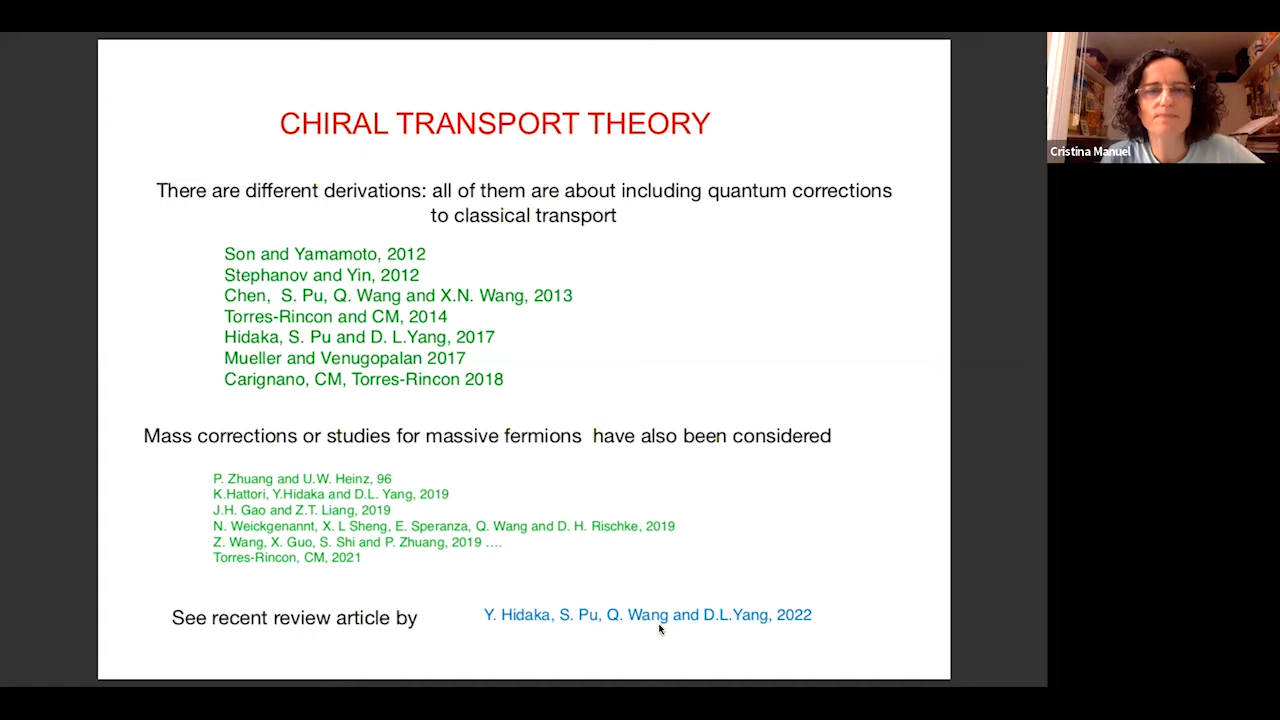 CHIRAL TRANSPORT THEORY
There are different derivations: all of them are about including quantum corrections
to classical transport
Son and Yamamoto, 2012
Stephanov and Yin, 2012
Chen,  S. Pu, Q. Wang and X.N. Wang, 2013
Torres-Rincon and CM, 2014
Hidaka, S. Pu and D. L.Yang, 2017
Mueller and Venugopalan 2017
Carignano, CM, Torres-Rincon 2018
Mass corrections or studies for massive fermions  have also been considered
P. Zhuang and U.W. Heinz, 96
K.Hattori, Y.Hidaka and D.L. Yang, 2019
J.H. Gao and Z.T. Liang, 2019
N. Weickgenannt, X. L Sheng, E. Speranza, Q. Wang and D. H. Rischke, 2019
Z. Wang, X. Guo, S. Shi and P. Zhuang, 2019 ....
Torres-Rincon, CM, 2021
See recent review article by
Y. Hidaka, S. Pu, Q. Wang and D.L.Yang, 2022
Cristina Manuel